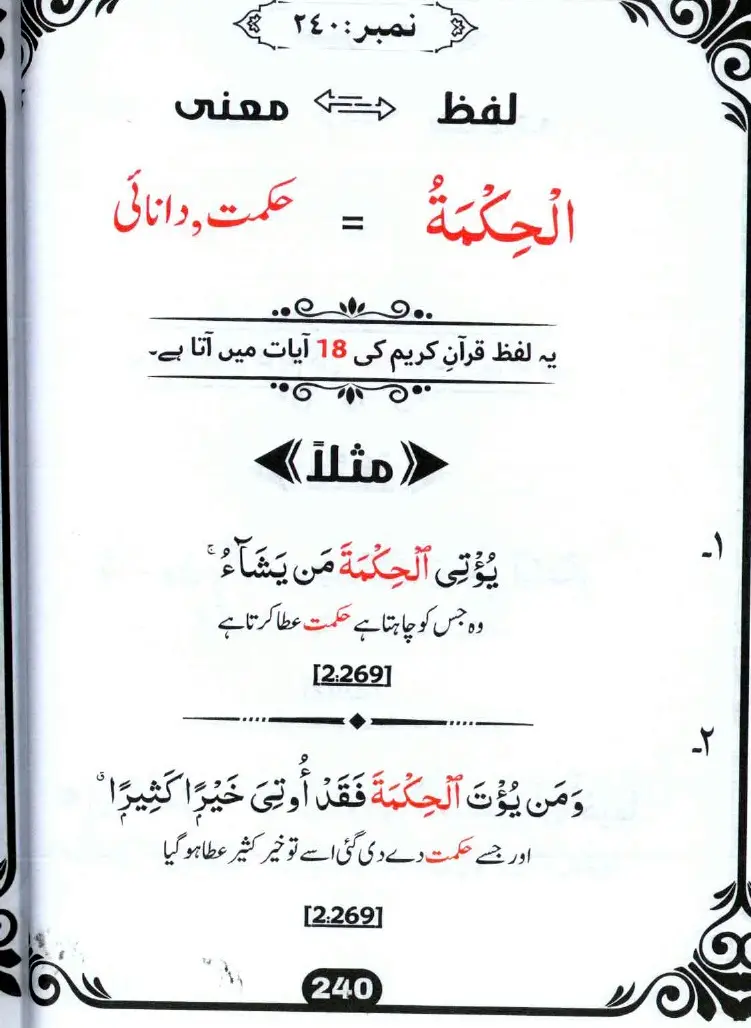 نمبر: ٢٤٠
لفظ ⇐⇒ معنی
الْحِكْمَةُ = حکمت, دانائی
یہ لفظ قرآنِ کریم کی 18 آیات میں آتا ہے۔
مثلاً
١۔
يُؤْتِى ٱلْحِكْمَةَ مَن يَشَآءُ ۚ
وہ جس کو چاہتا ہے حکمت عطا کرتا ہے
[2:269]
٢۔
وَمَن يُؤْتَ ٱلْحِكْمَةَ فَقَدْ أُوتِىَ خَيْرًا كَثِيرًا ۗ
اور جسے حکمت دے دی گئی اسے تو خیر کثیر عطا ہو گیا
[2:269]
240